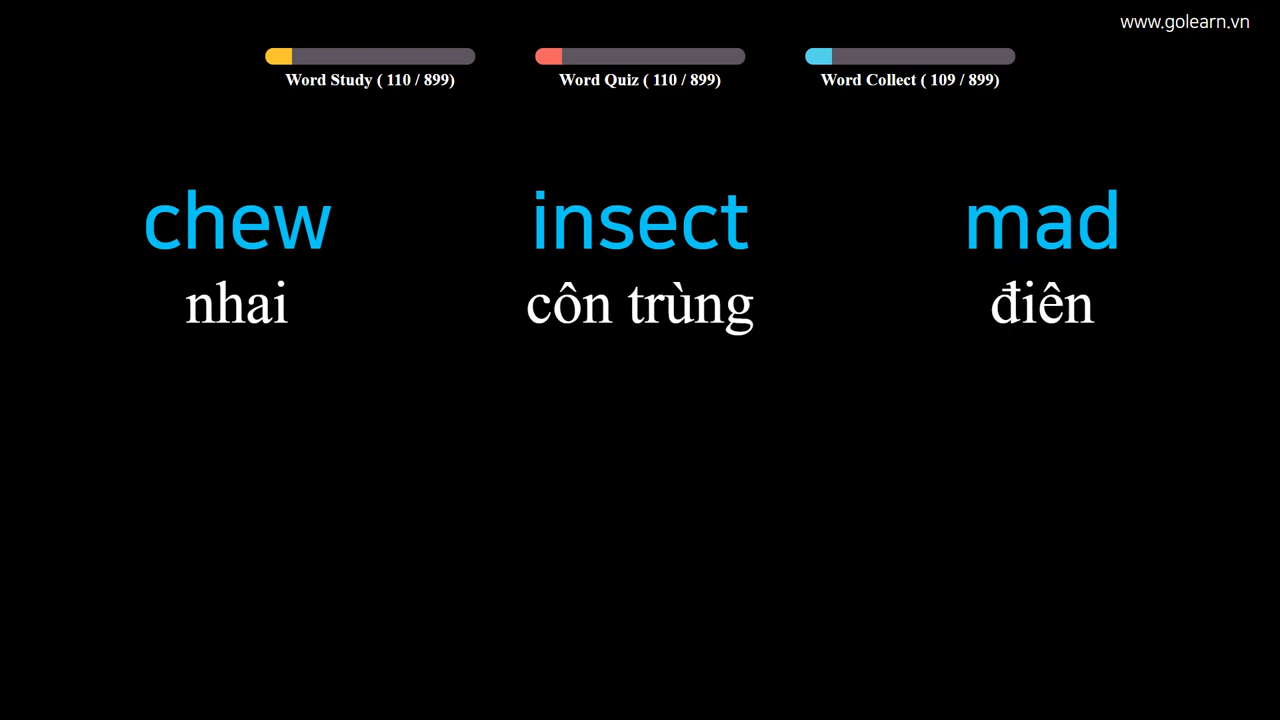 www.golearn.vn
Word Study ( 110 / 899)
Word Quiz ( 110 / 899)
Word Collect ( 109 / 899)
chew
nhai
insect
côn trùng
mad
điên